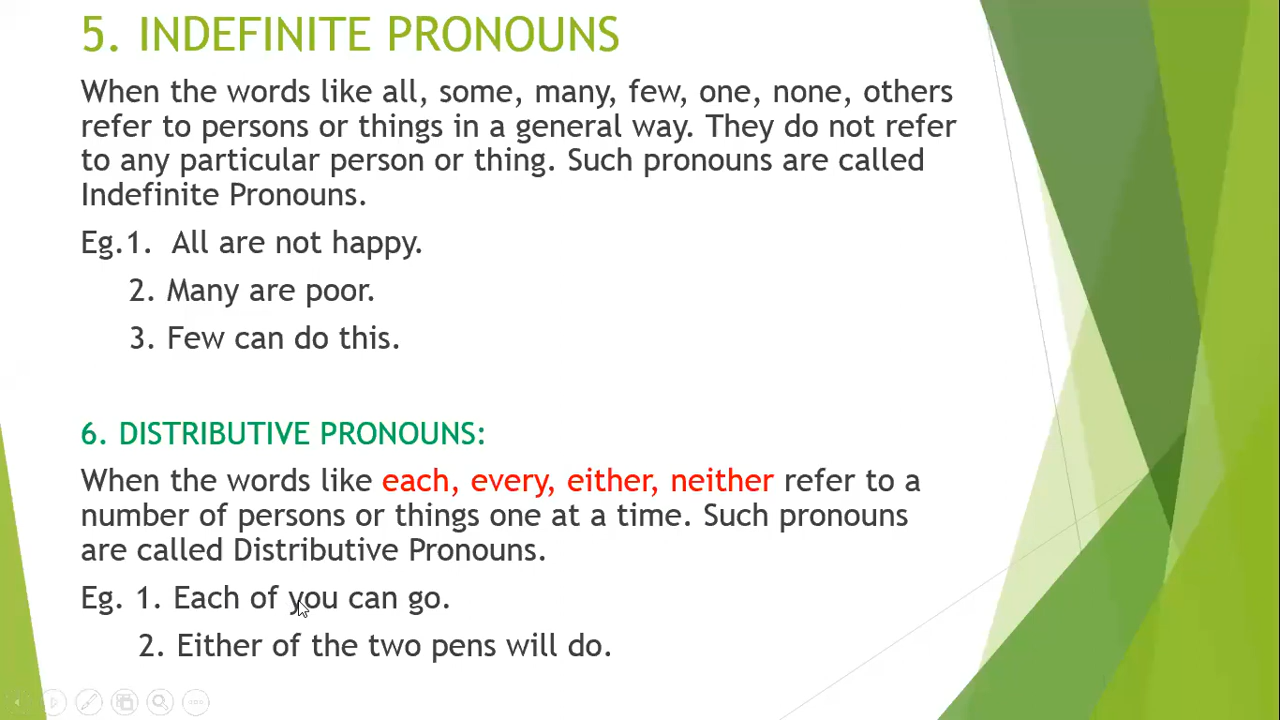 5. INDEFINITE PRONOUNS
When the words like all, some, many, few, one, none, others
refer to persons or things in a general way. They do not refer
to any particular person or thing. Such pronouns are called
Indefinite Pronouns.
Eg.1. All are not happy.
2. Many are poor.
3. Few can do this.
6. DISTRIBUTIVE PRONOUNS:
When the words like each, every, either, neither refer to a
number of persons or things one at a time. Such pronouns
are called Distributive Pronouns.
Eg. 1. Each of you can go.
2. Either of the two pens will do.